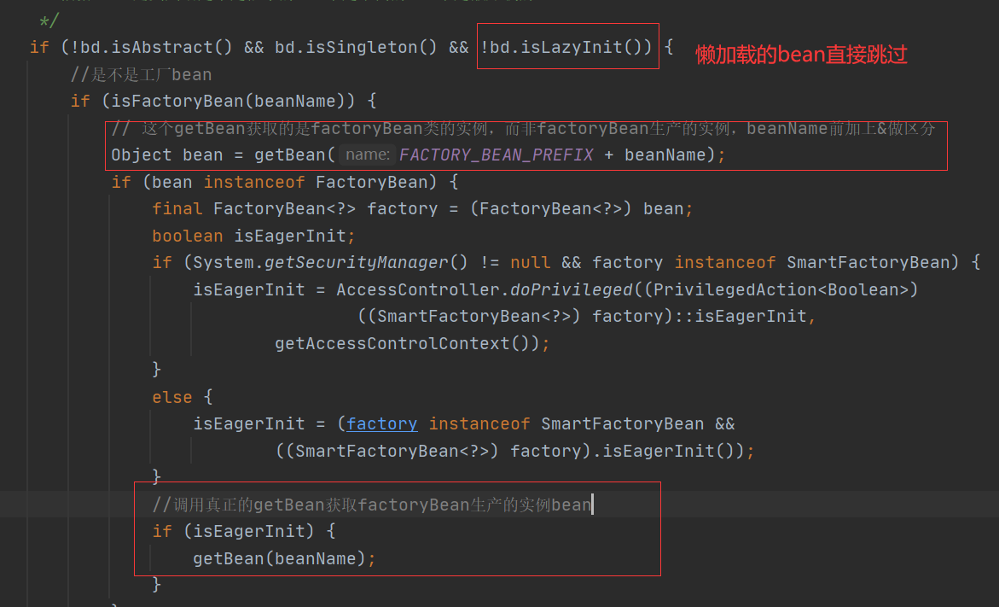 */
if (!bd.isAbstract() && bd.isSingleton() && !bd.isLazyInit()) { 懒加载的bean直接跳过
//是不是工厂bean
if (isFactoryBean(beanName)) {
// 这个getBean获取的是factoryBean类的实例，而非factoryBean生产的实例，beanName前加上&做区分
Object bean = getBean( name: FACTORY_BEAN_PREFIX + beanName);
if (bean instanceof FactoryBean) {
final FactoryBean<?> factory = (FactoryBean<?>) bean;
boolean isEagerInit;
if (System.getSecurityManager() != null && factory instanceof SmartFactoryBean) {
isEagerInit = AccessController.doPrivileged((PrivilegedAction<Boolean>)
((SmartFactoryBean<?>) factory)::isEagerInit,
getAccessControlContext());
}
else {
isEagerInit = (factory instanceof SmartFactoryBean &&
((SmartFactoryBean<?>) factory).isEagerInit());
}
//调用真正的getBean获取factoryBean生产的实例bean
if (isEagerInit) {
getBean(beanName);
}